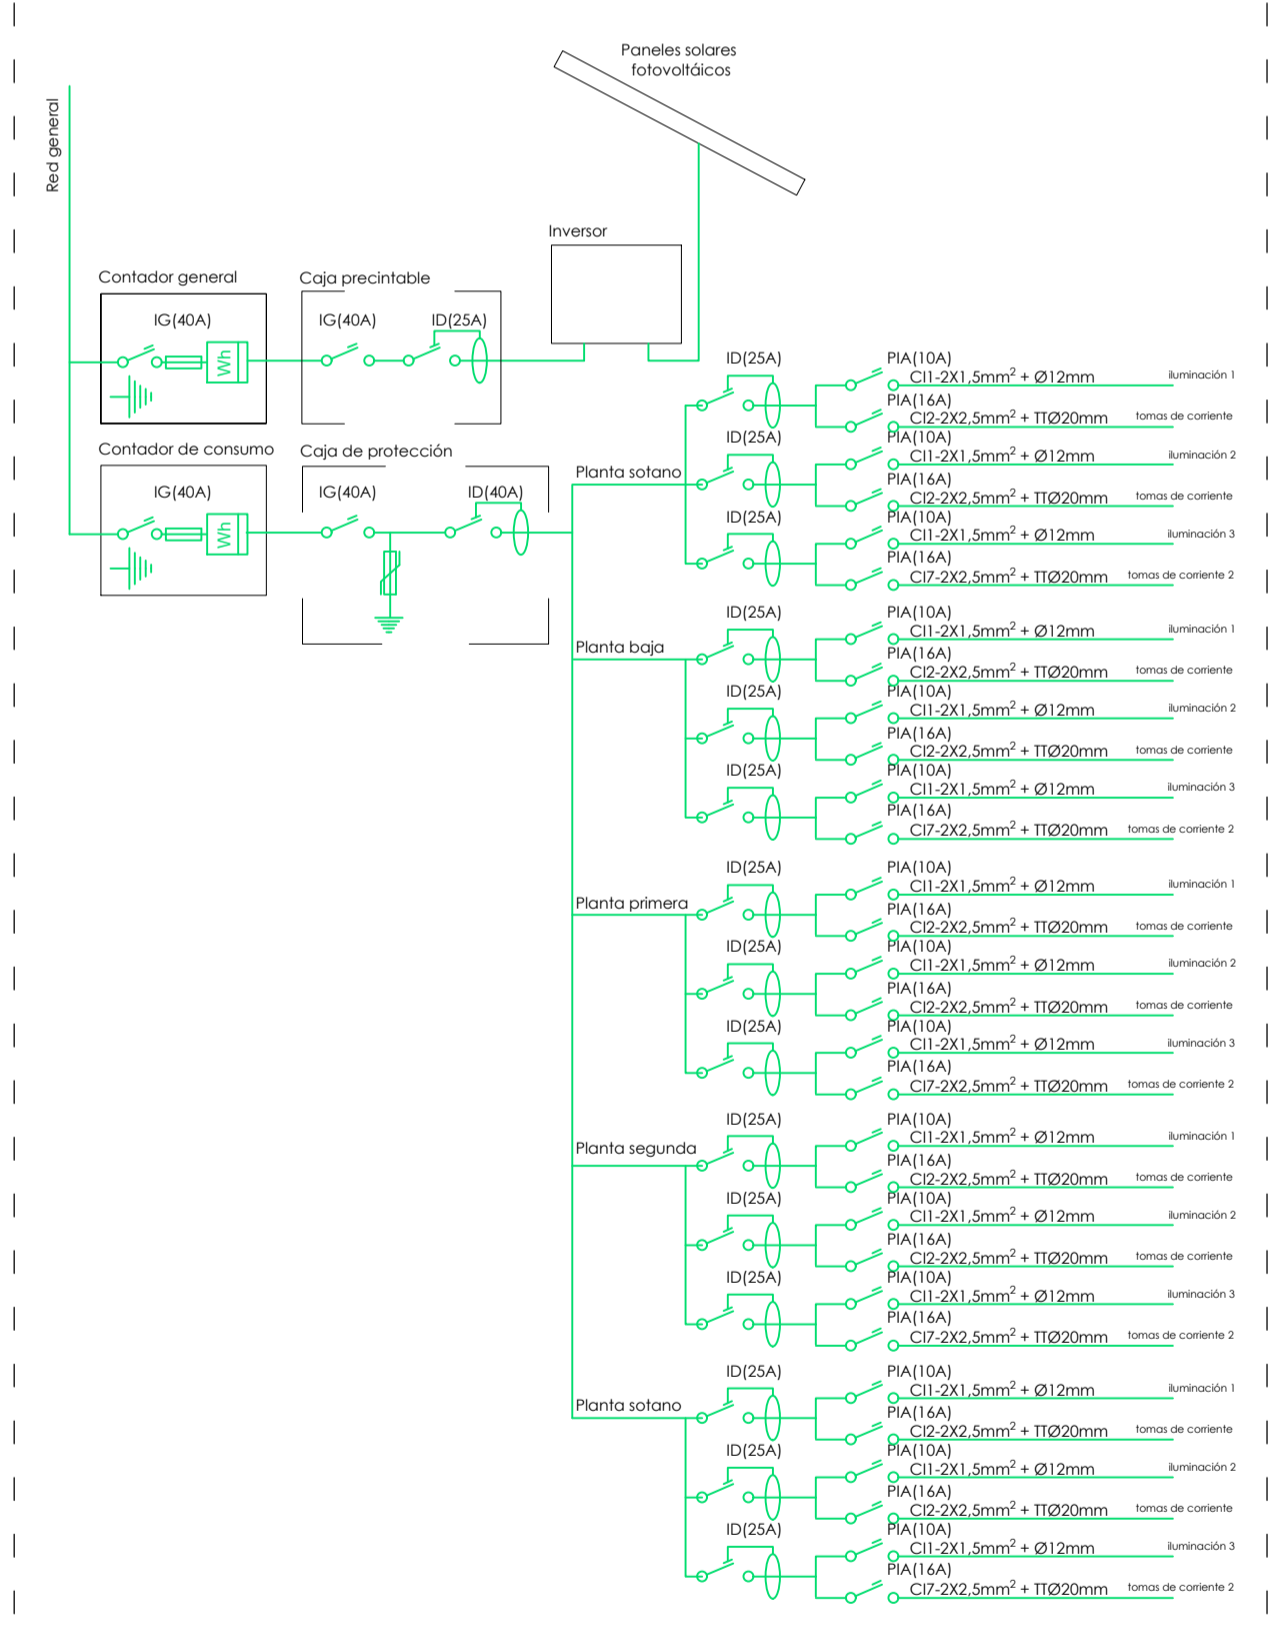 Paneles solares
fotovoltáicos
Red general
Inversor
Contador general
Caja precintable
IG(40A)
IG(40A)
ID(25A)
Wh
Contador de consumo
Caja de protección
IG(40A)
IG(40A)
ID(40A)
Wh
Planta sotano
ID(25A)
PIA(10A)
CI1-2X1,5mm² + Ø12mm
iluminación 1
PIA(16A)
CI2-2X2,5mm² + TTØ20mm
tomas de corriente
ID(25A)
PIA(10A)
CI1-2X1,5mm² + Ø12mm
iluminación 2
PIA(16A)
CI2-2X2,5mm² + TTØ20mm
tomas de corriente
ID(25A)
PIA(10A)
CI1-2X1,5mm² + Ø12mm
iluminación 3
PIA(16A)
CI7-2X2,5mm² + TTØ20mm
tomas de corriente 2
Planta baja
ID(25A)
PIA(10A)
CI1-2X1,5mm² + Ø12mm
iluminación 1
PIA(16A)
CI2-2X2,5mm² + TTØ20mm
tomas de corriente
ID(25A)
PIA(10A)
CI1-2X1,5mm² + Ø12mm
iluminación 2
PIA(16A)
CI2-2X2,5mm² + TTØ20mm
tomas de corriente
ID(25A)
PIA(10A)
CI1-2X1,5mm² + Ø12mm
iluminación 3
PIA(16A)
CI7-2X2,5mm² + TTØ20mm
tomas de corriente 2
Planta primera
ID(25A)
PIA(10A)
CI1-2X1,5mm² + Ø12mm
iluminación 1
PIA(16A)
CI2-2X2,5mm² + TTØ20mm
tomas de corriente
ID(25A)
PIA(10A)
CI1-2X1,5mm² + Ø12mm
iluminación 2
PIA(16A)
CI2-2X2,5mm² + TTØ20mm
tomas de corriente
ID(25A)
PIA(10A)
CI1-2X1,5mm² + Ø12mm
iluminación 3
PIA(16A)
CI7-2X2,5mm² + TTØ20mm
tomas de corriente 2
Planta segunda
ID(25A)
PIA(10A)
CI1-2X1,5mm² + Ø12mm
iluminación 1
PIA(16A)
CI2-2X2,5mm² + TTØ20mm
tomas de corriente
ID(25A)
PIA(10A)
CI1-2X1,5mm² + Ø12mm
iluminación 2
PIA(16A)
CI2-2X2,5mm² + TTØ20mm
tomas de corriente
ID(25A)
PIA(10A)
CI1-2X1,5mm² + Ø12mm
iluminación 3
PIA(16A)
CI7-2X2,5mm² + TTØ20mm
tomas de corriente 2
Planta sotano
ID(25A)
PIA(10A)
CI1-2X1,5mm² + Ø12mm
iluminación 1
PIA(16A)
CI2-2X2,5mm² + TTØ20mm
tomas de corriente
ID(25A)
PIA(10A)
CI1-2X1,5mm² + Ø12mm
iluminación 2
PIA(16A)
CI2-2X2,5mm² + TTØ20mm
tomas de corriente
ID(25A)
PIA(10A)
CI1-2X1,5mm² + Ø12mm
iluminación 3
PIA(16A)
CI7-2X2,5mm² + TTØ20mm
tomas de corriente 2